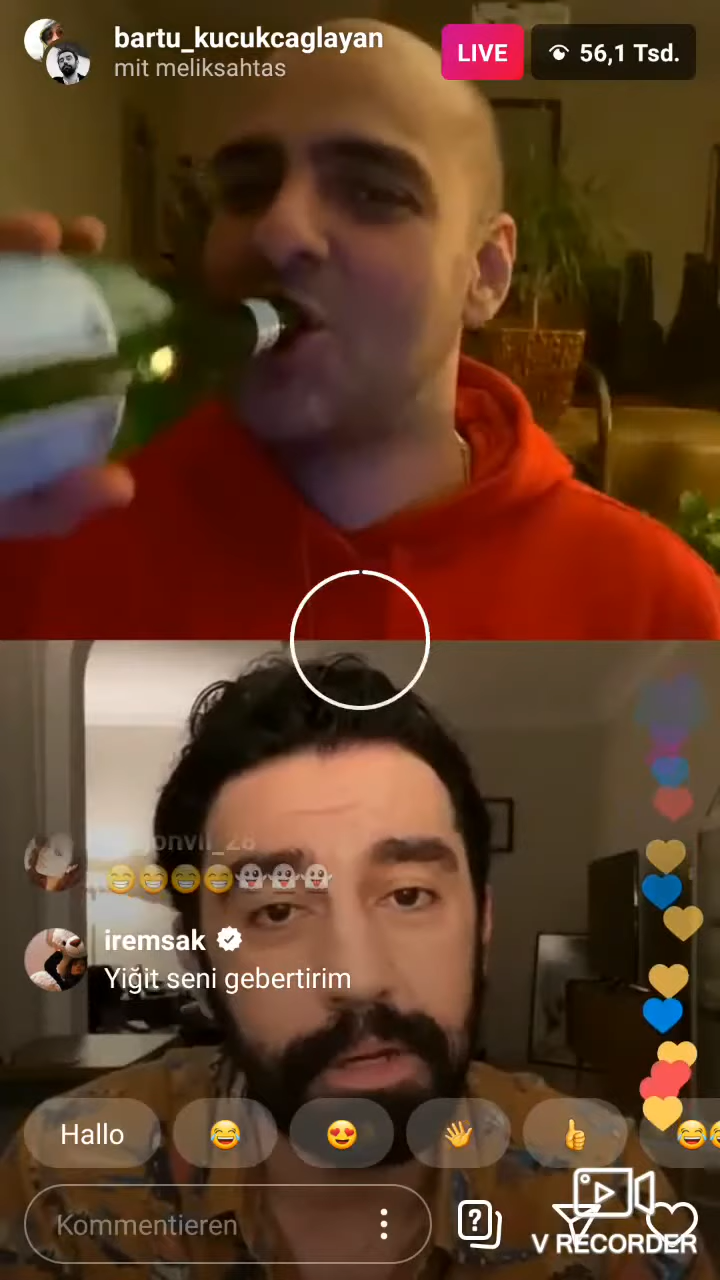 bartu_kucukcaglayan
mit meliksahtas
LIVE
56,1 Tsd.
iremsak
Yiğit seni gebertirim
Hallo
Kommentieren
V RECORDER